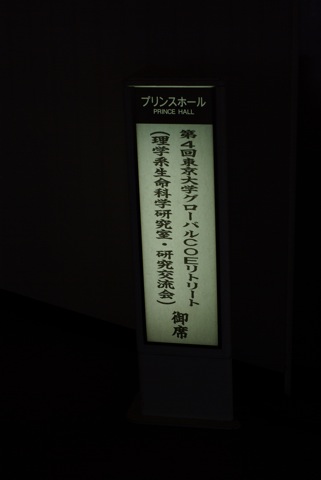 プリンスホール
PRINCE HALL
第4回東京大学グローバルCOEリトリート
(理学系生命科学研究室・研究交流会)
御席